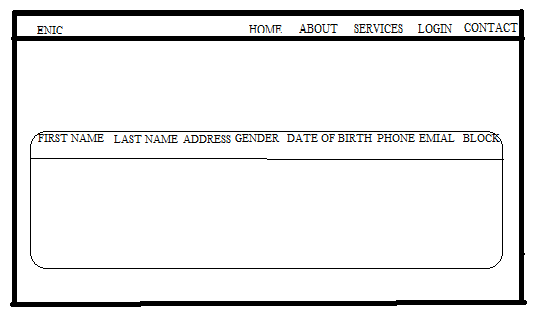 ENIC HOME ABOUT SERVICES LOGIN CONTACT
FIRST NAME LAST NAME ADDRESS GENDER DATE OF BIRTH PHONE EMIAL BLOCK